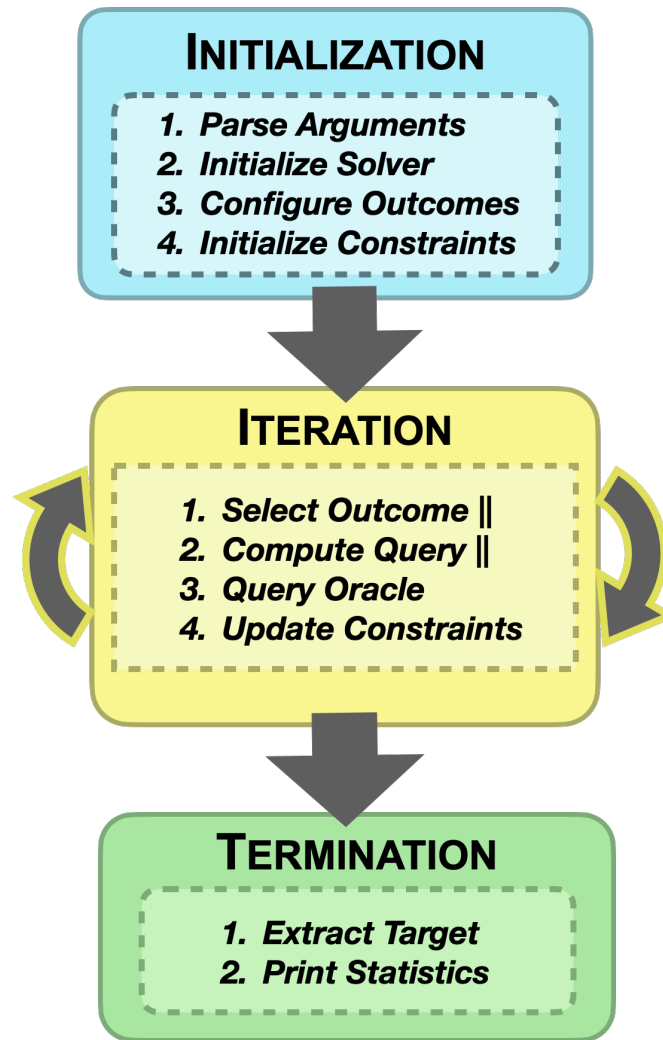 INITIALIZATION
1. Parse Arguments
2. Initialize Solver
3. Configure Outcomes
4. Initialize Constraints
ITERATION
1. Select Outcome ||
2. Compute Query ||
3. Query Oracle
4. Update Constraints
TERMINATION
1. Extract Target
2. Print Statistics